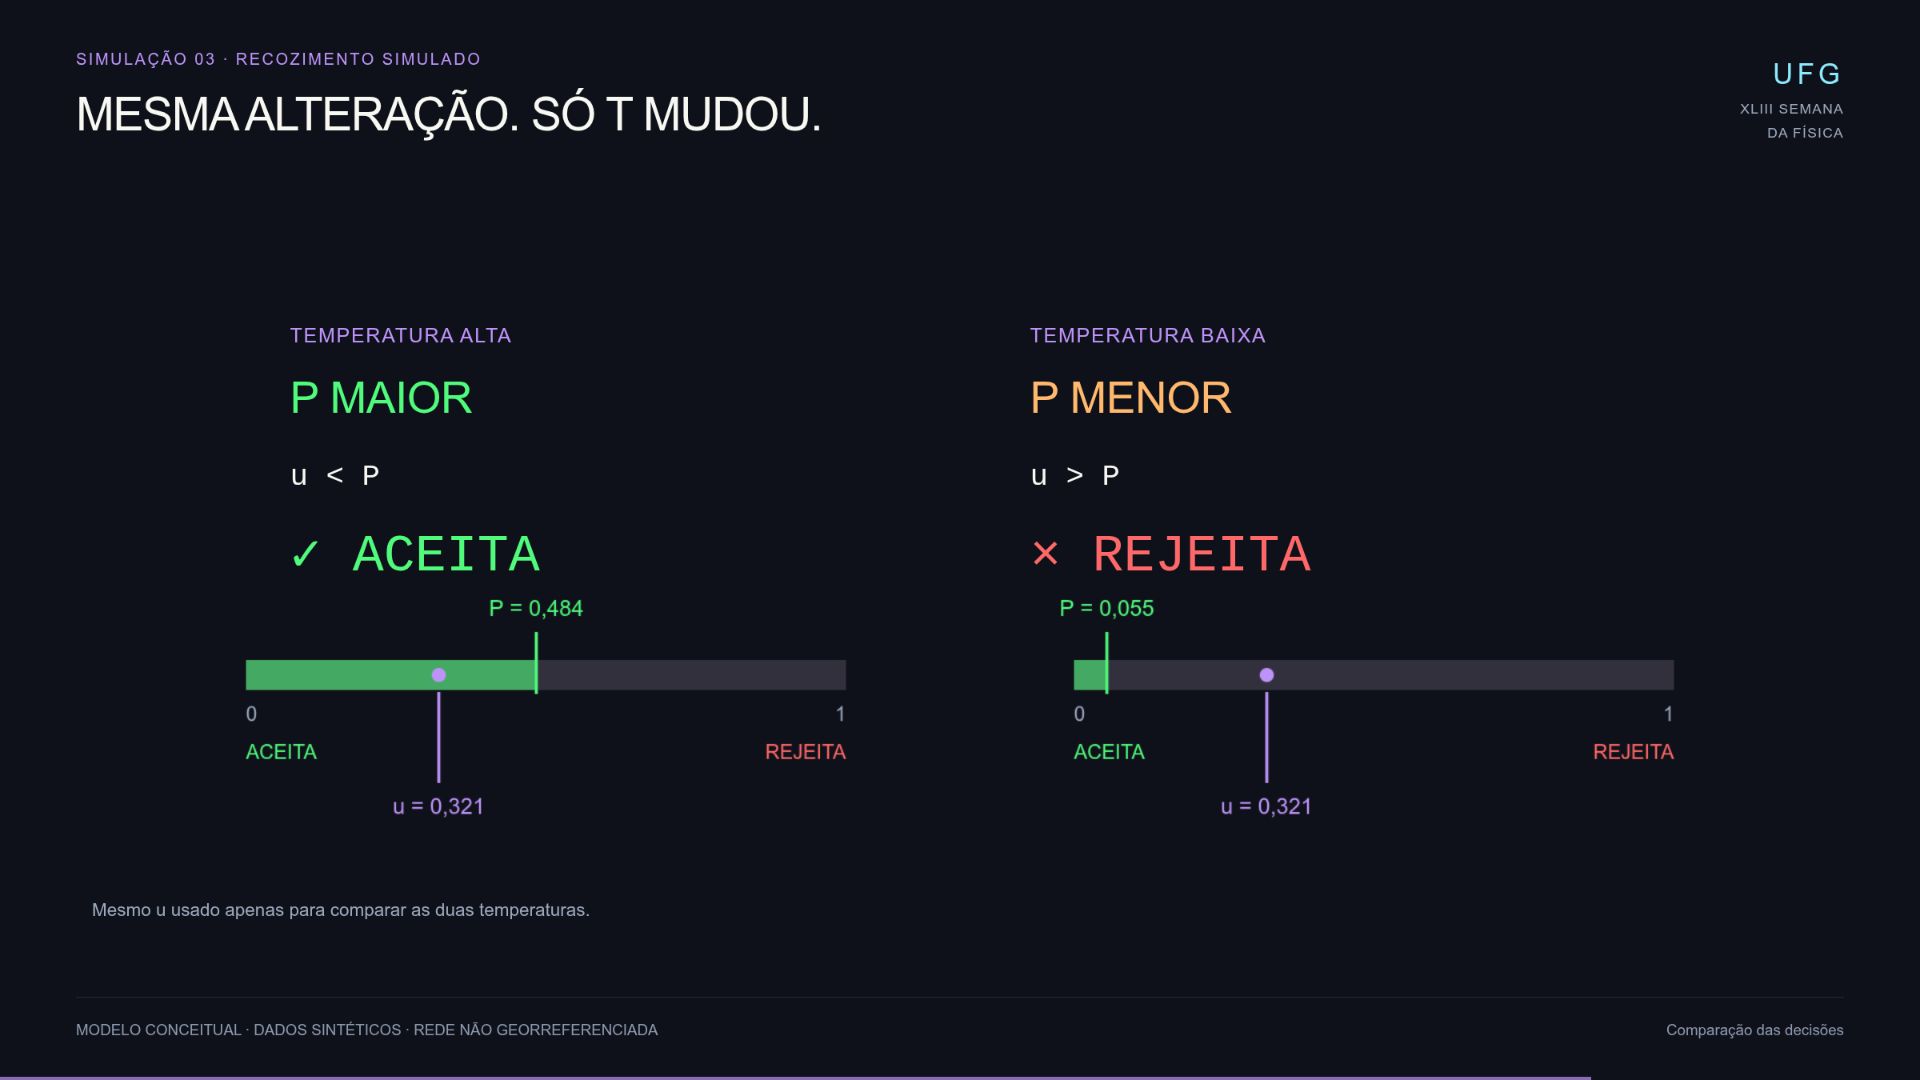 SIMULAÇÃO 03 · RECOZIMENTO SIMULADO
MESMA ALTERAÇÃO. SÓ T MUDOU.
UFG
XLIII SEMANA
DA FÍSICA
TEMPERATURA ALTA
P MAIOR
u < P
✓ ACEITA
P = 0,484
0
1
ACEITA
REJEITA
u = 0,321
TEMPERATURA BAIXA
P MENOR
u > P
× REJEITA
P = 0,055
0
1
ACEITA
REJEITA
u = 0,321
Mesmo u usado apenas para comparar as duas temperaturas.
MODELO CONCEITUAL · DADOS SINTÉTICOS · REDE NÃO GEORREFERENCIADA
Comparação das decisões